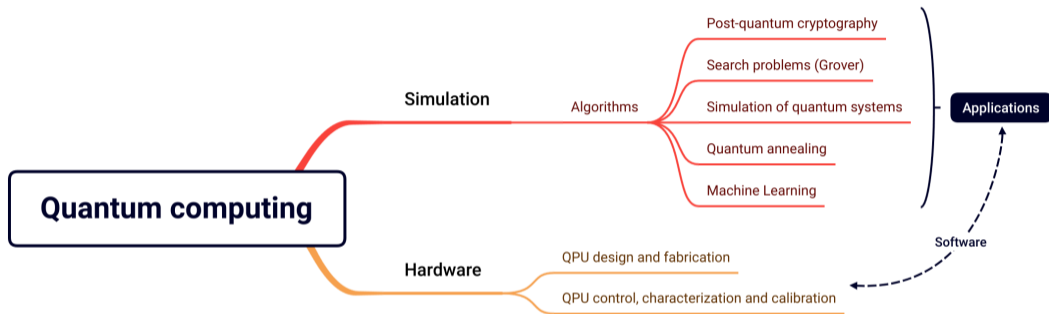 Quantum computing
Simulation
Algorithms
Post-quantum cryptography
Search problems (Grover)
Simulation of quantum systems
Quantum annealing
Machine Learning
Applications
Software
Hardware
QPU design and fabrication
QPU control, characterization and calibration